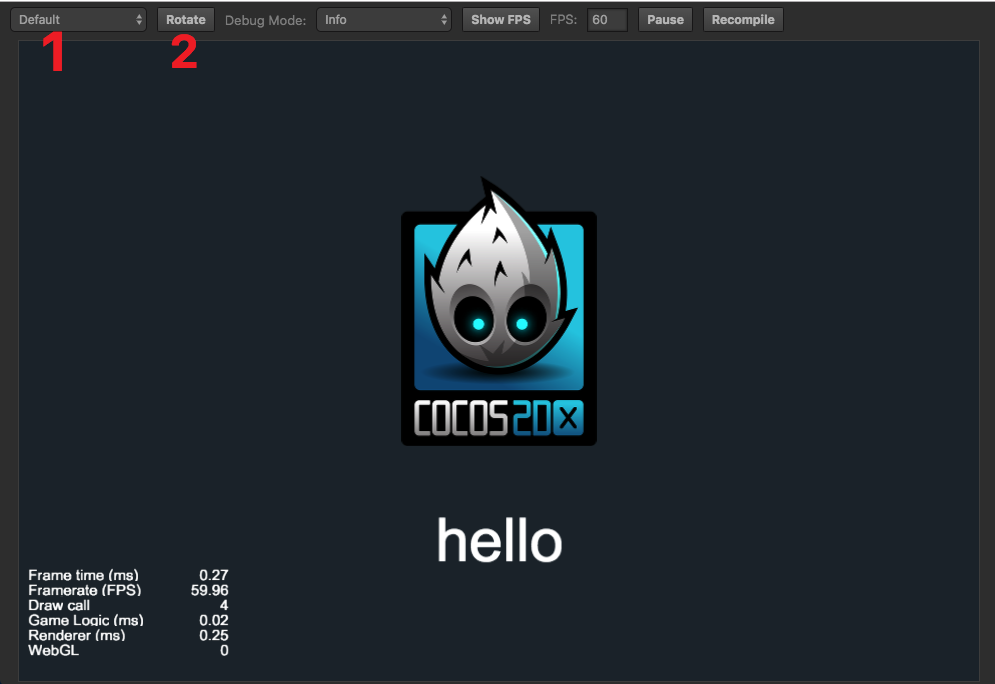 Default Rotate Debug Mode: Info Show FPS FPS: 60 Pause Recompile
1 2
COCOS2DX
hello
Frame time (ms) 0.27
Framerate (FPS) 59.96
Draw call 4
Game Logic (ms) 0.02
Renderer (ms) 0.25
WebGL 0